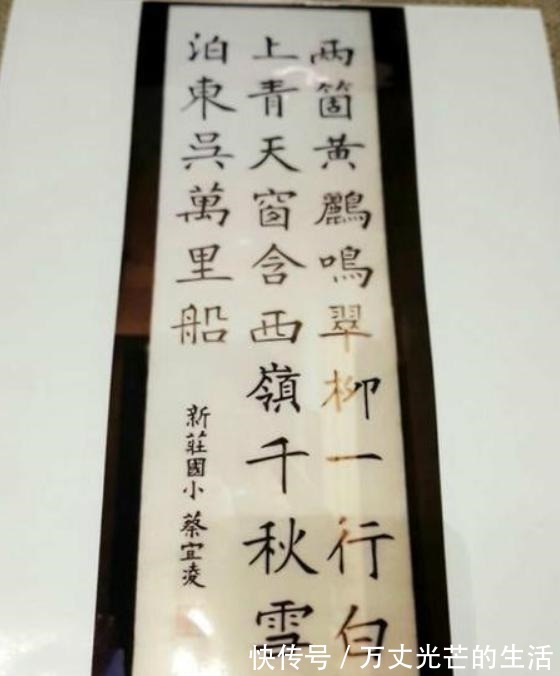 兩箇黃鸝鳴翠柳一行白
上青天窗含西嶺千秋雪
泊東吳萬里船
新莊國小 蔡宜凌
快传号 / 万丈光芒的生活